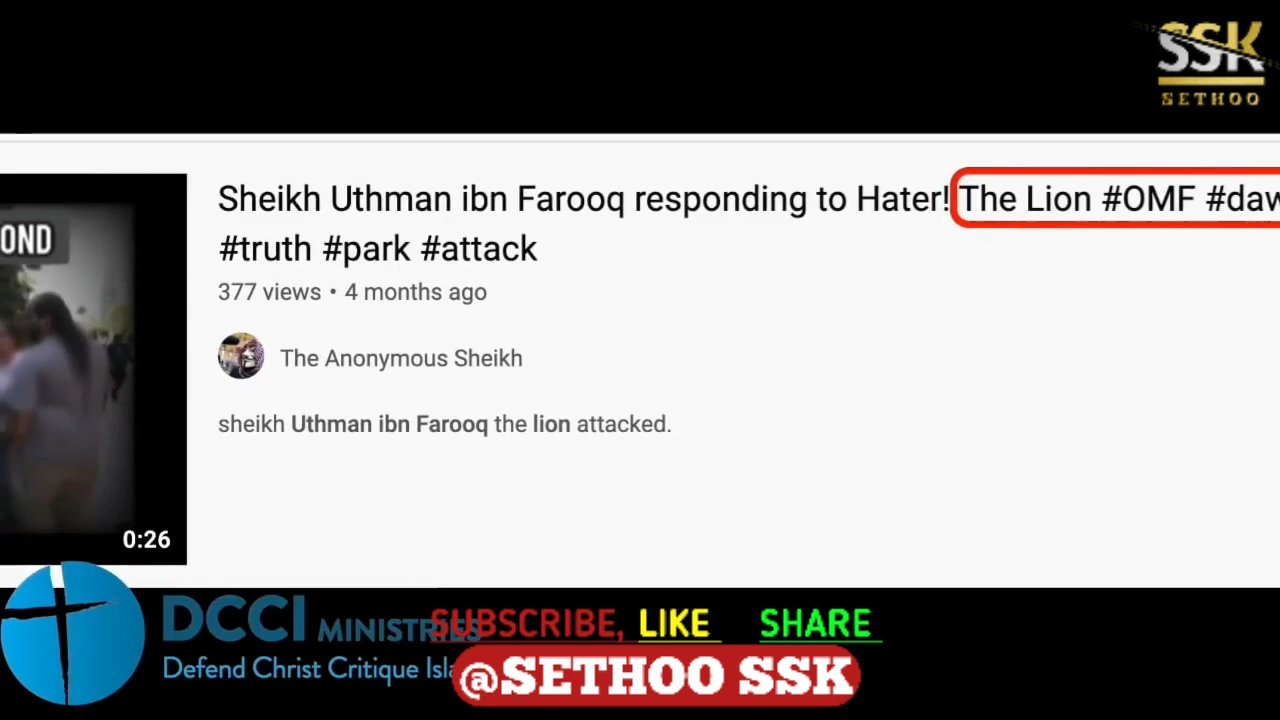 SSK
SETHOO
Sheikh Uthman ibn Farooq responding to Hater! The Lion #OMF #daw
#truth #park #attack
OND
377 views • 4 months ago
The Anonymous Sheikh
sheikh Uthman ibn Farooq the lion attacked.
0:26
DCCI MINISTRIES
SUBSCRIBE, LIKE SHARE
Defend Christ Critique Isla
@SETHOO SSK